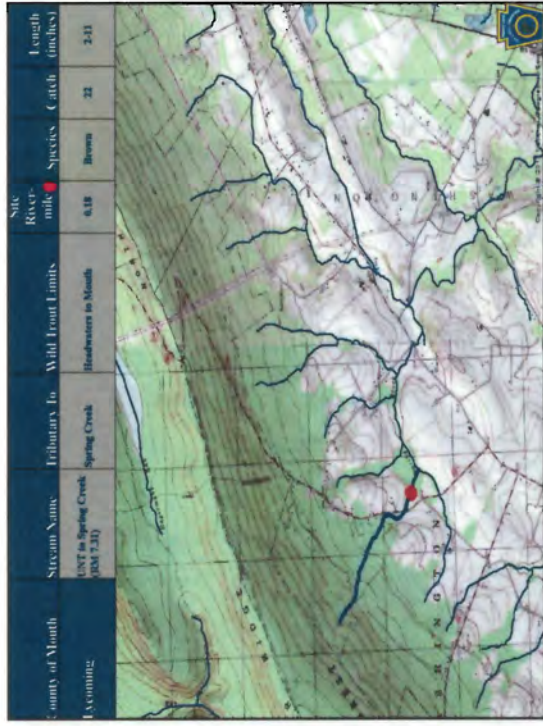 County of Mouth
Stream Name
Tributary To
Wild Trout Limits
Site River-mile
Species
Catch
Length (inches)
Lycoming
UNT to Spring Creek (RM 7.31)
Spring Creek
Headwaters to Mouth
0.18
Brown
22
2-11
RIDGE